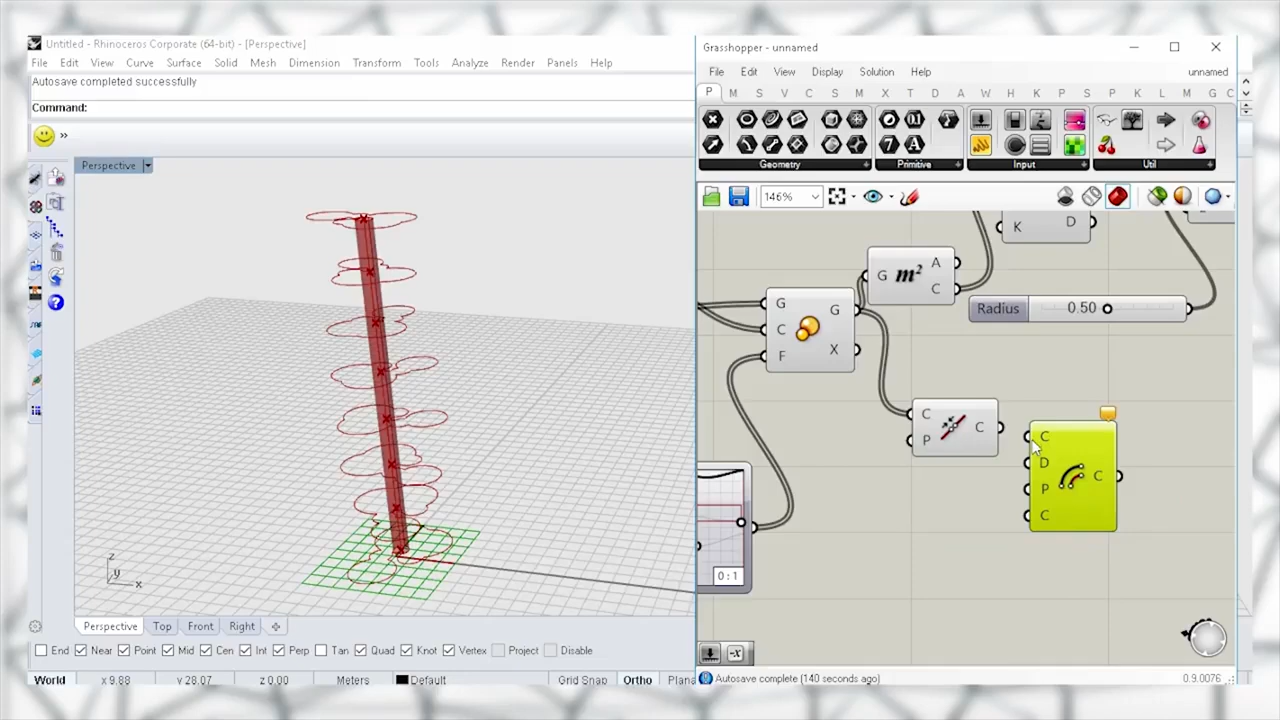 Untitled - Rhinoceros Corporate (64-bit) - [Perspective]
File Edit View Curve Surface Solid Mesh Dimension Transform Tools Analyze Render Panels Help
Autosave completed successfully
Command:
»
Perspective
z
y
x
Perspective Top Front Right
End Near Point Mid Cen Int Perp Tan Quad Knot Vertex Project Disable
World x 9.88 y 28.07 z 0.00 Meters Default Grid Snap Ortho Plana
Grasshopper - unnamed
File Edit View Display Solution Help unnamed
P M S V C S M X T D A W H K P S K L M G C
Geometry Primitive Input Util
146%
K D
G m² A
C
Radius 0.50
G G
C
F X
C C
P
C
D C
P
C
0 : 1
Autosave complete (140 seconds ago) 0.9.0076